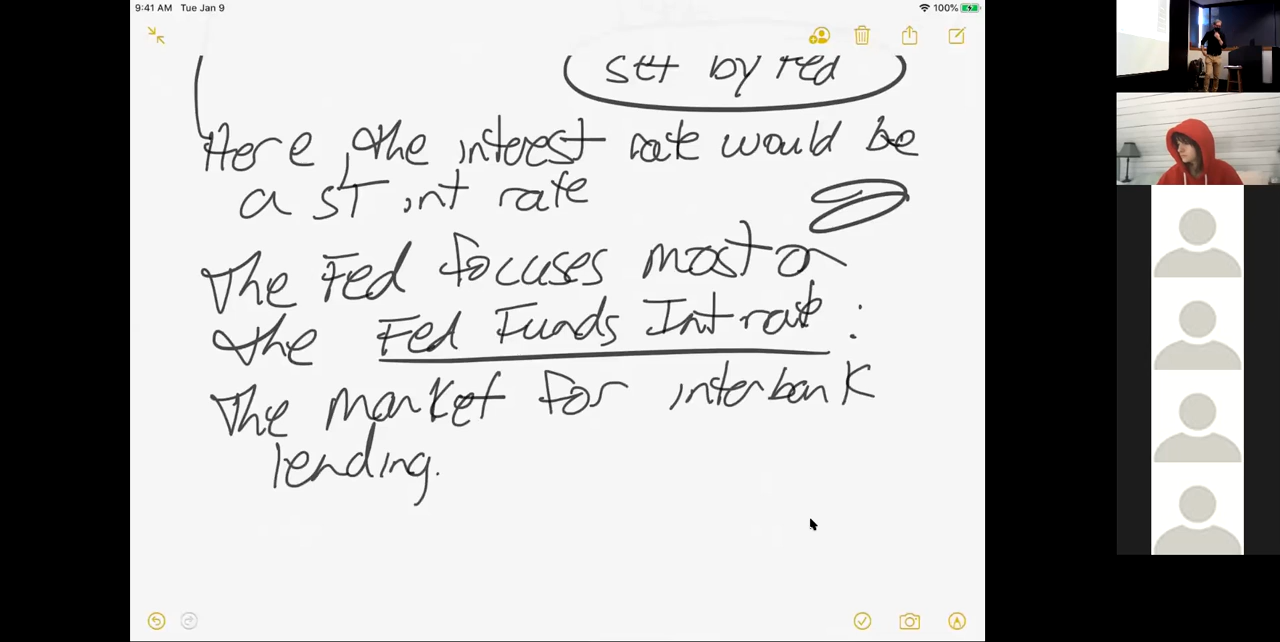 9:41 AM Tue Jan 9
100%
set by Fed
Here, the interest rate would be
a ST int rate
The Fed focuses most on
the Fed Funds Int rate:
The market for interbank
lending.